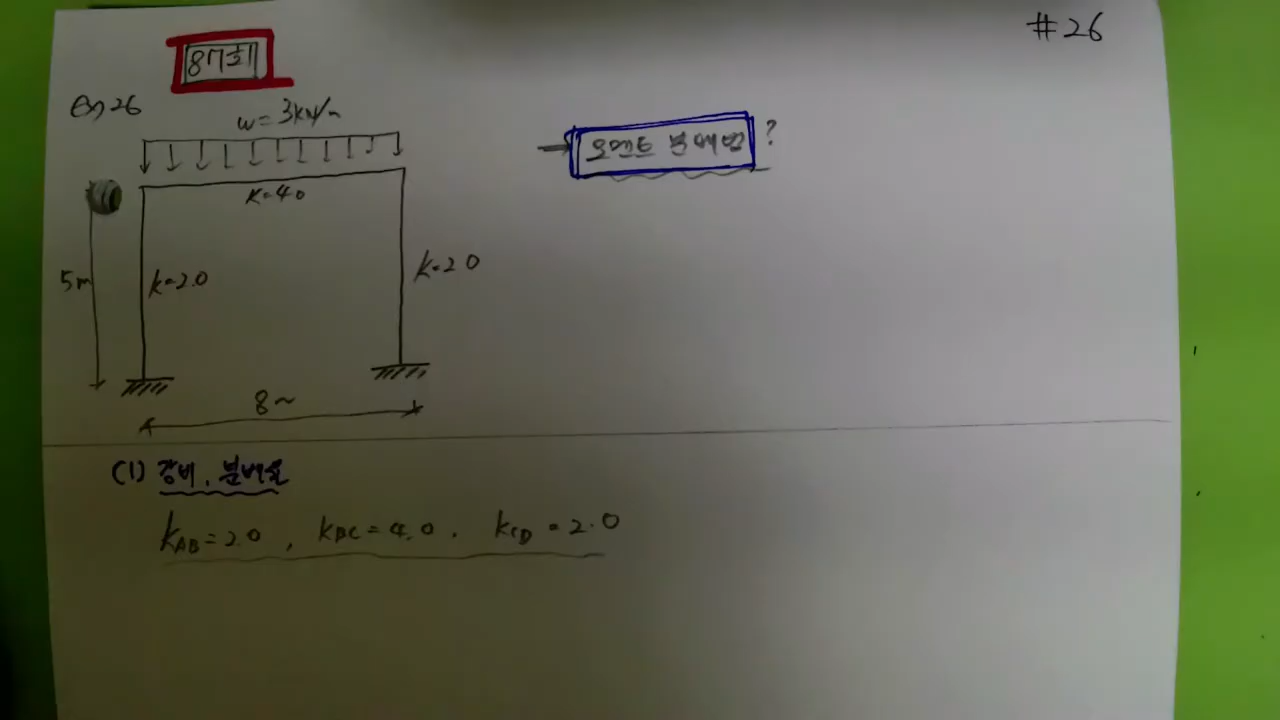 #26
87회
Ex) 26
w = 3kN/m
→ 모멘트 분배법 ?
K=4.0
5m
k=2.0
k=2.0
8m
(1) 강비, 분배율
kAB = 2.0 , kBC = 4.0 , kCD = 2.0